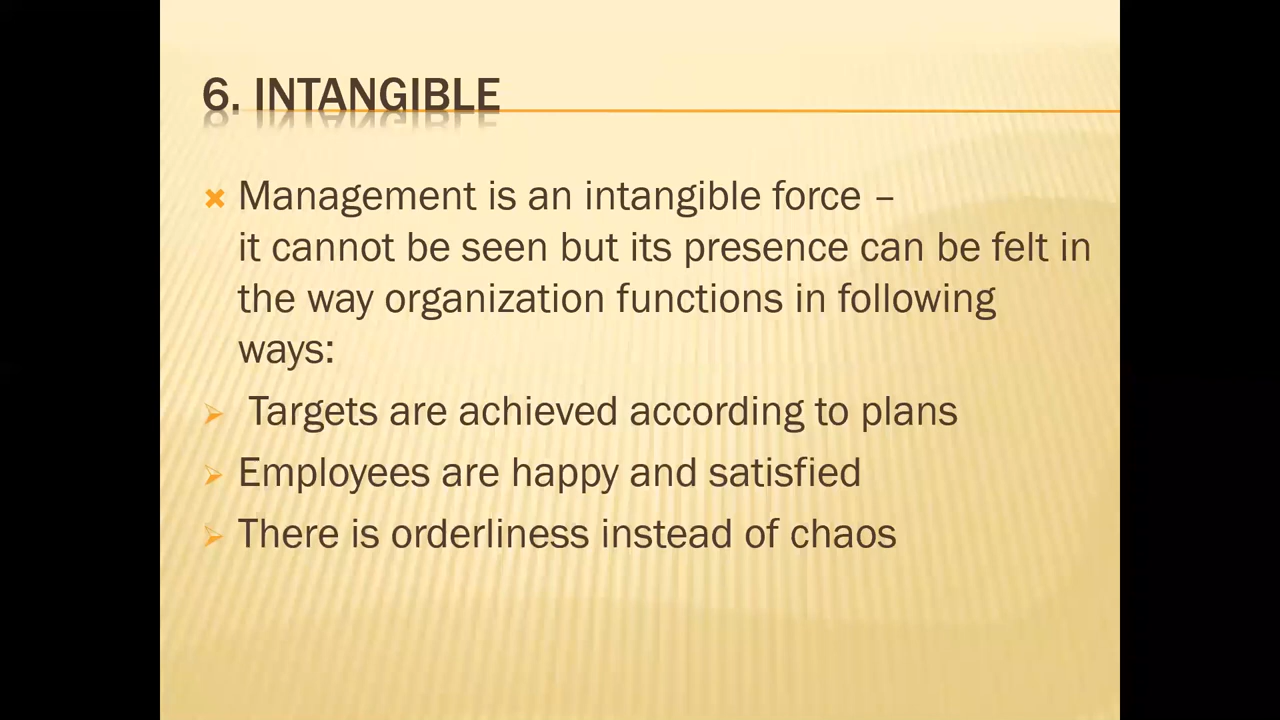 6. INTANGIBLE
Management is an intangible force –
it cannot be seen but its presence can be felt in
the way organization functions in following
ways:
Targets are achieved according to plans
Employees are happy and satisfied
There is orderliness instead of chaos